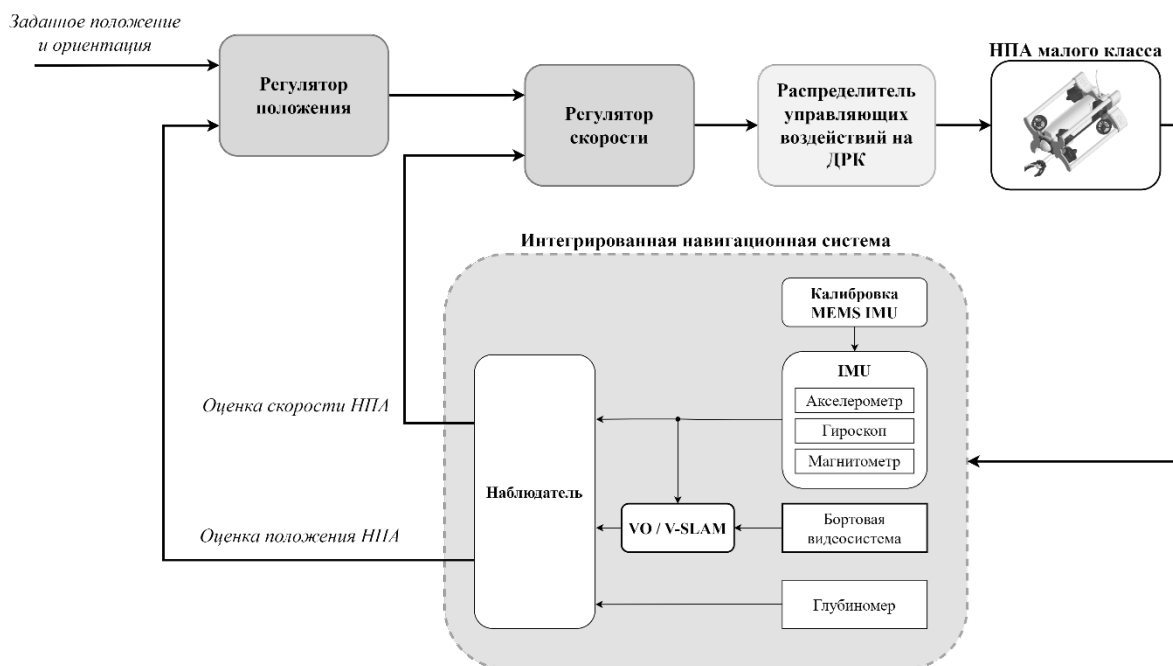 Заданное положение
и ориентация
Регулятор
положения
Регулятор
скорости
Распределитель
управляющих
воздействий на
ДРК
НПА малого класса
Интегрированная навигационная система
Калибровка
MEMS IMU
IMU
Акселерометр
Гироскоп
Магнитометр
Оценка скорости НПА
Наблюдатель
VO / V-SLAM
Бортовая
видеосистема
Оценка положения НПА
Глубиномер